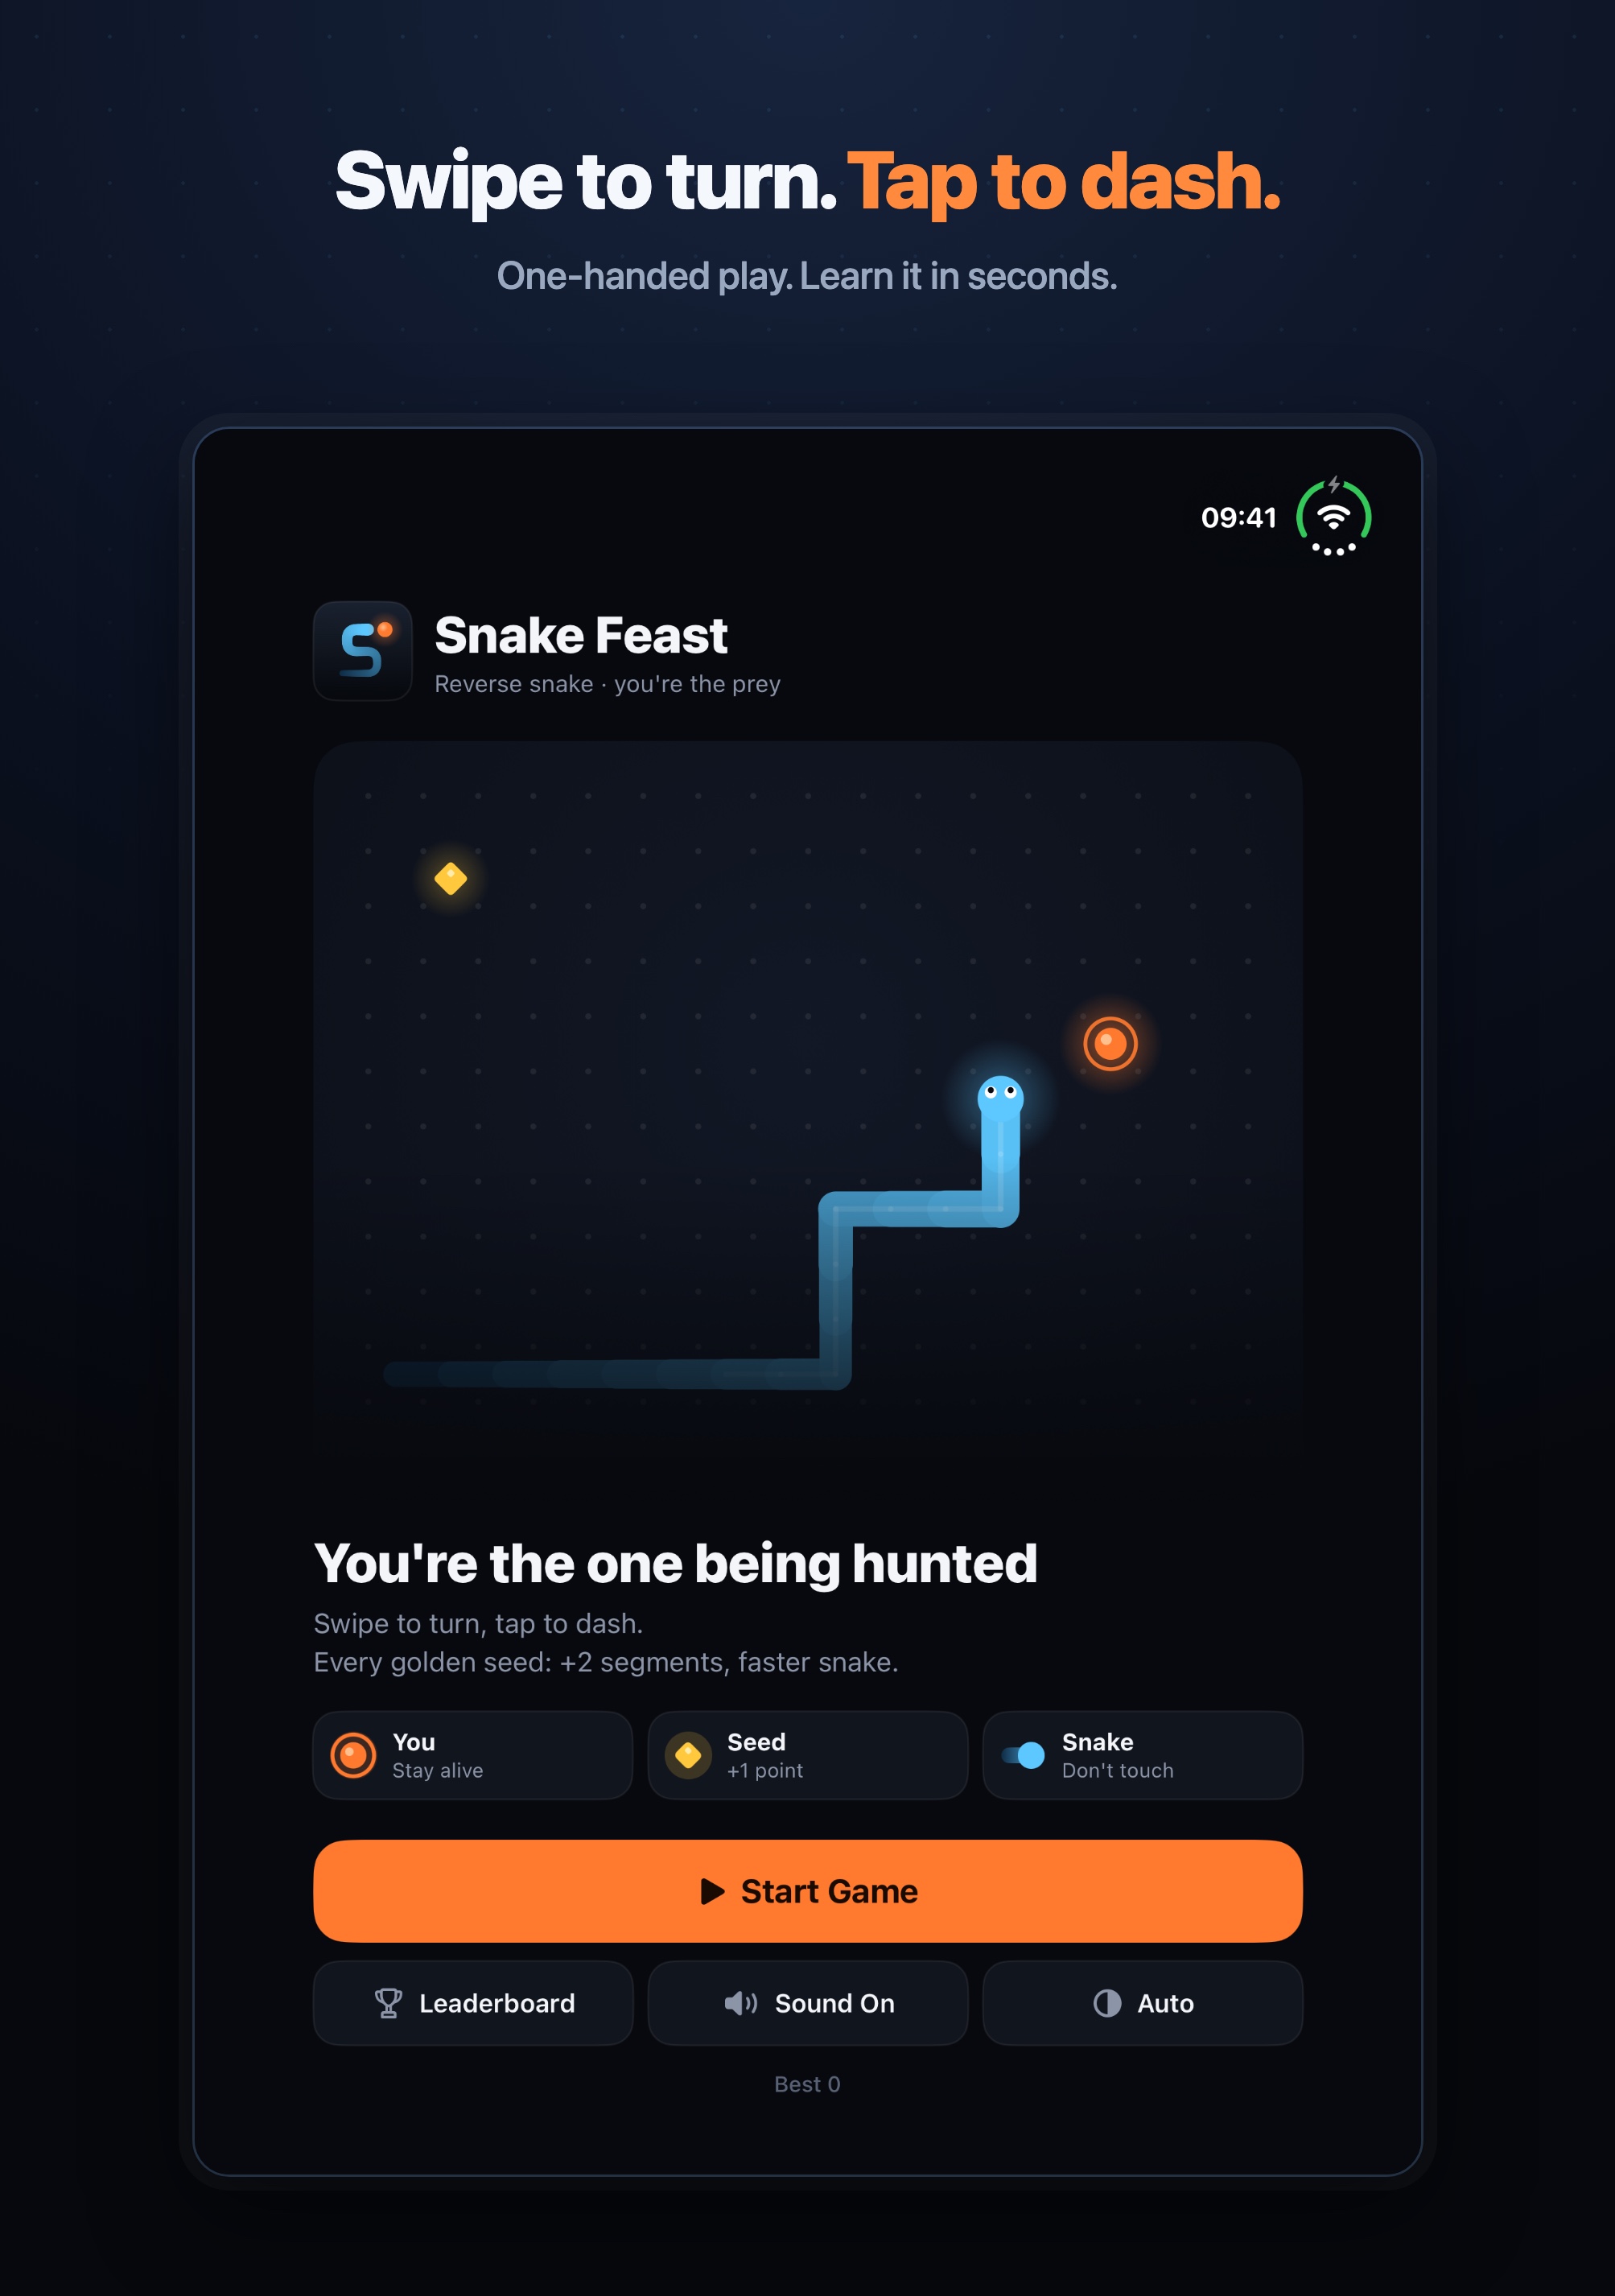 Swipe to turn. Tap to dash.
One-handed play. Learn it in seconds.
09:41
Snake Feast
Reverse snake · you're the prey
You're the one being hunted
Swipe to turn, tap to dash.
Every golden seed: +2 segments, faster snake.
You
Stay alive
Seed
+1 point
Snake
Don't touch
Start Game
Leaderboard
Sound On
Auto
Best 0